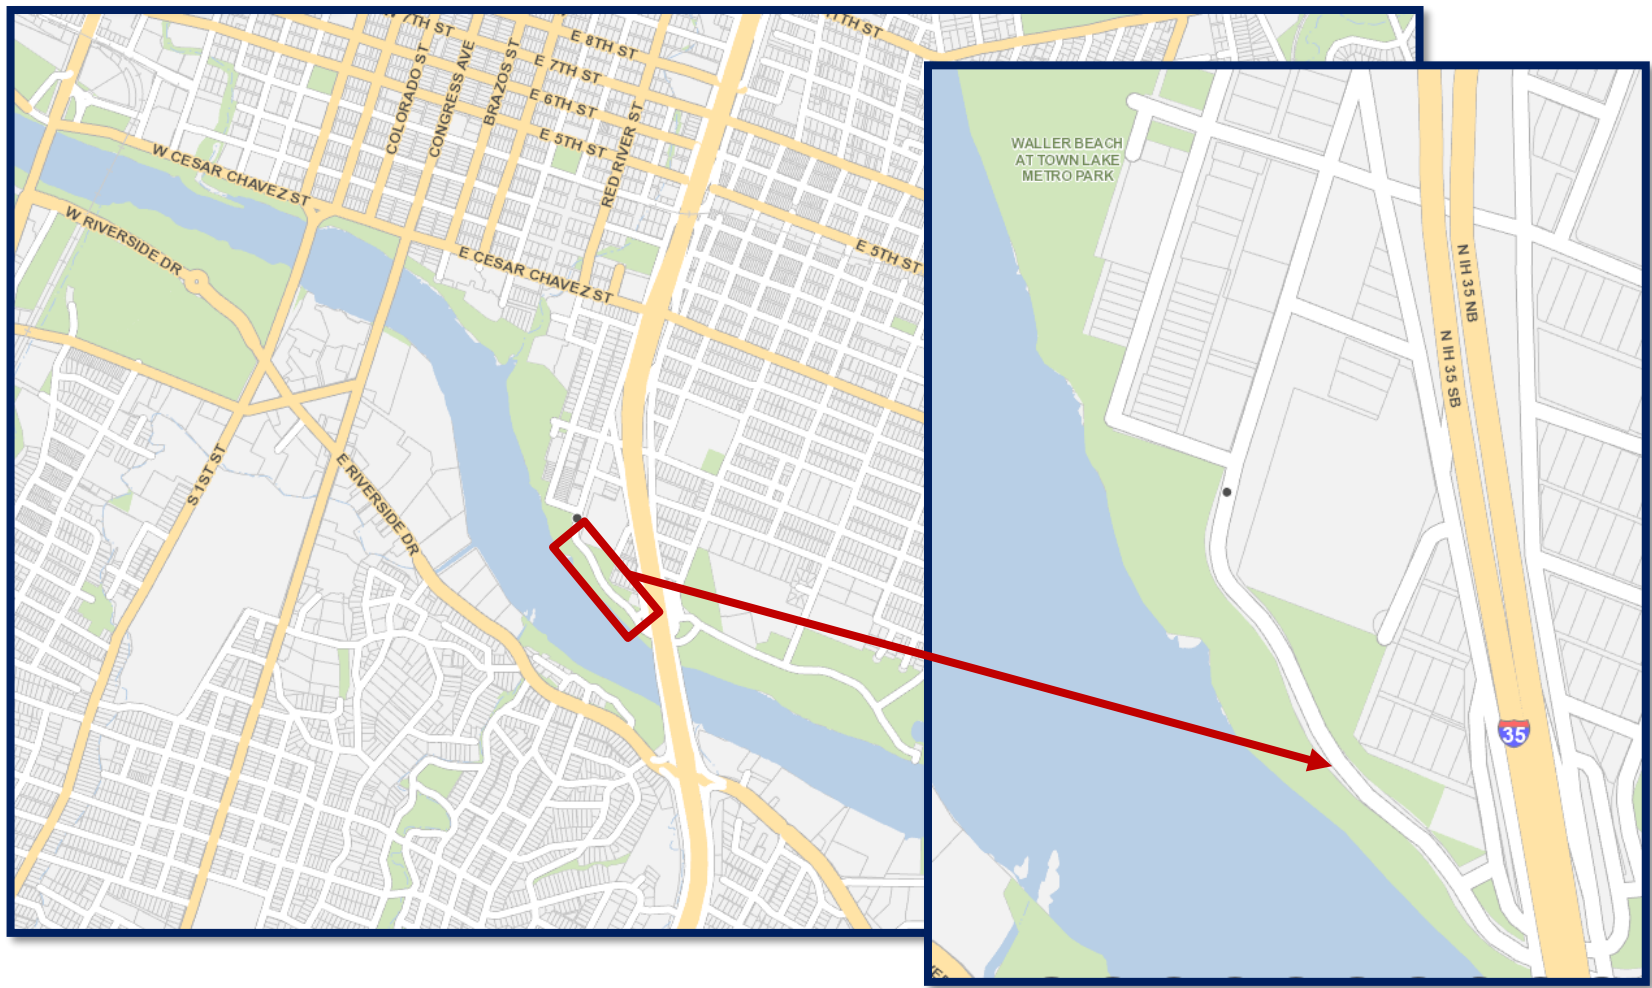 W 7TH ST
E 8TH ST
11TH ST
E 7TH ST
COLORADO ST
CONGRESS AVE
BRAZOS ST
E 6TH ST
E 5TH ST
RED RIVER ST
W CESAR CHAVEZ ST
W RIVERSIDE DR
E CESAR CHAVEZ ST
E 5TH ST
S 1ST ST
E RIVERSIDE DR
WALLER BEACH
AT TOWN LAKE
METRO PARK
N IH 35 NB
N IH 35 SB
35